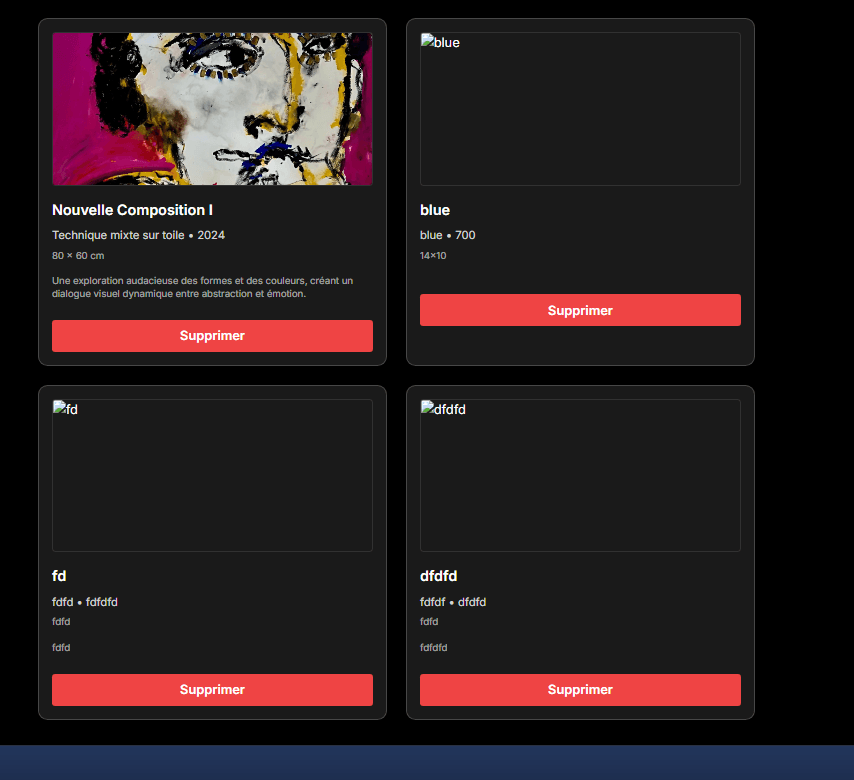 blue
Nouvelle Composition I
Technique mixte sur toile • 2024
80 × 60 cm
Une exploration audacieuse des formes et des couleurs, créant un
dialogue visuel dynamique entre abstraction et émotion.
Supprimer
blue
blue • 700
14×10
Supprimer
fd
dfdfd
fd
fdfd • fdfdfd
fdfd
fdfd
Supprimer
dfdfd
fdfdf • dfdfd
fdfd
fdfdfd
Supprimer